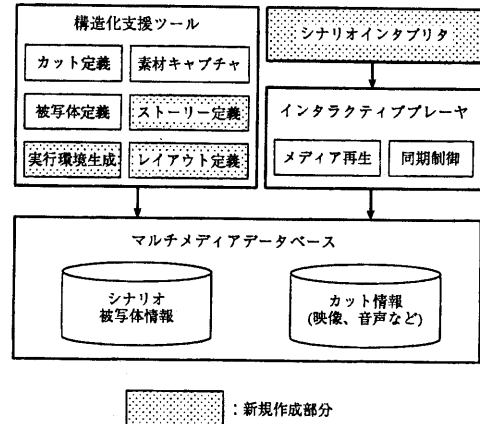 構造化支援ツール
カット定義
素材キャプチャ
被写体定義
ストーリー定義
実行環境生成
レイアウト定義
シナリオインタプリタ
インタラクティブプレーヤ
メディア再生
同期制御
マルチメディアデータベース
シナリオ
被写体情報
カット情報
(映像、音声など)
：新規作成部分